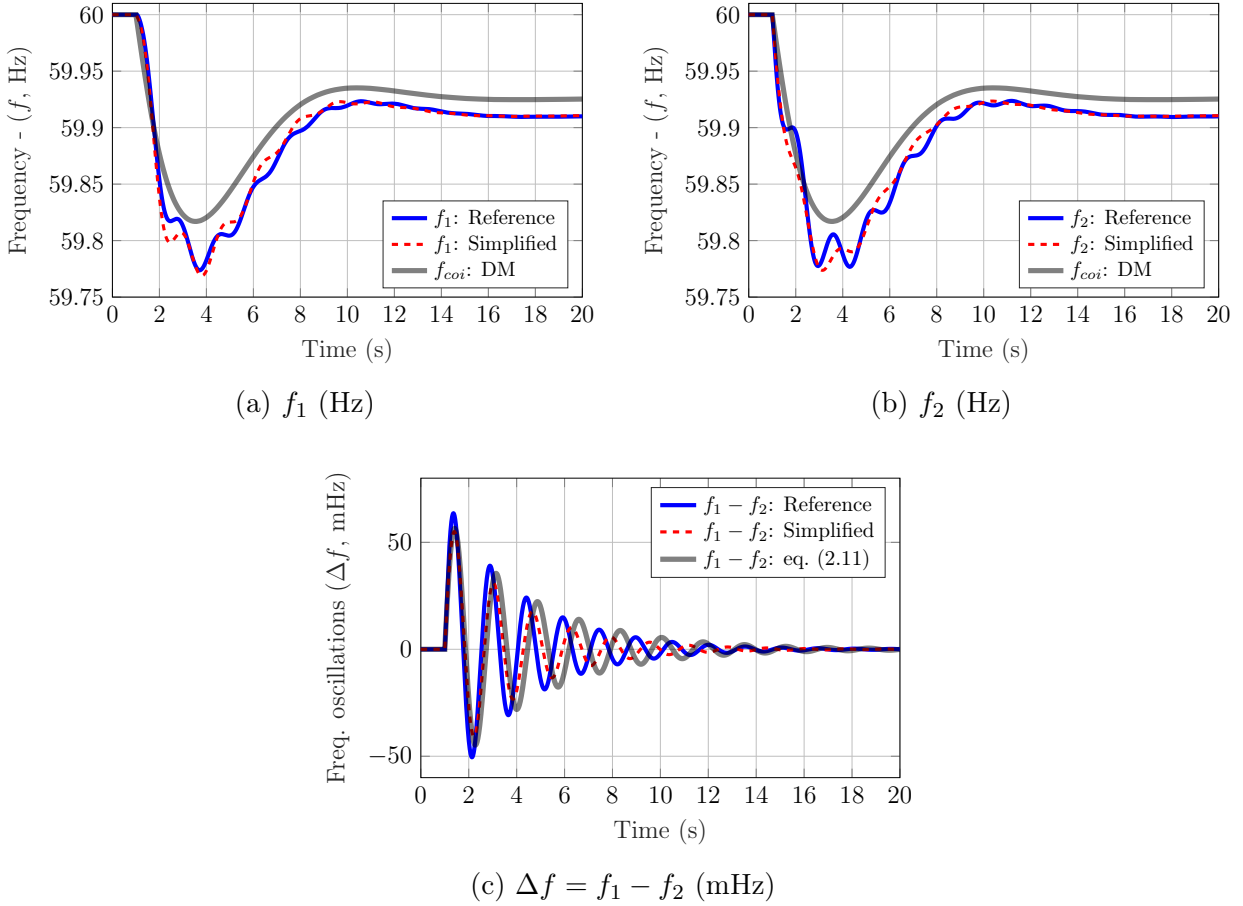 60
59.95
59.9
59.85
59.8
59.75
0 2 4 6 8 10 12 14 16 18 20
Frequency - (f, Hz)
Time (s)
f1: Reference
f1: Simplified
fcoi: DM
(a) f1 (Hz)
60
59.95
59.9
59.85
59.8
59.75
0 2 4 6 8 10 12 14 16 18 20
Frequency - (f, Hz)
Time (s)
f2: Reference
f2: Simplified
fcoi: DM
(b) f2 (Hz)
50
0
−50
0 2 4 6 8 10 12 14 16 18 20
Freq. oscillations (Δf, mHz)
Time (s)
f1 − f2: Reference
f1 − f2: Simplified
f1 − f2: eq. (2.11)
(c) Δf = f1 − f2 (mHz)